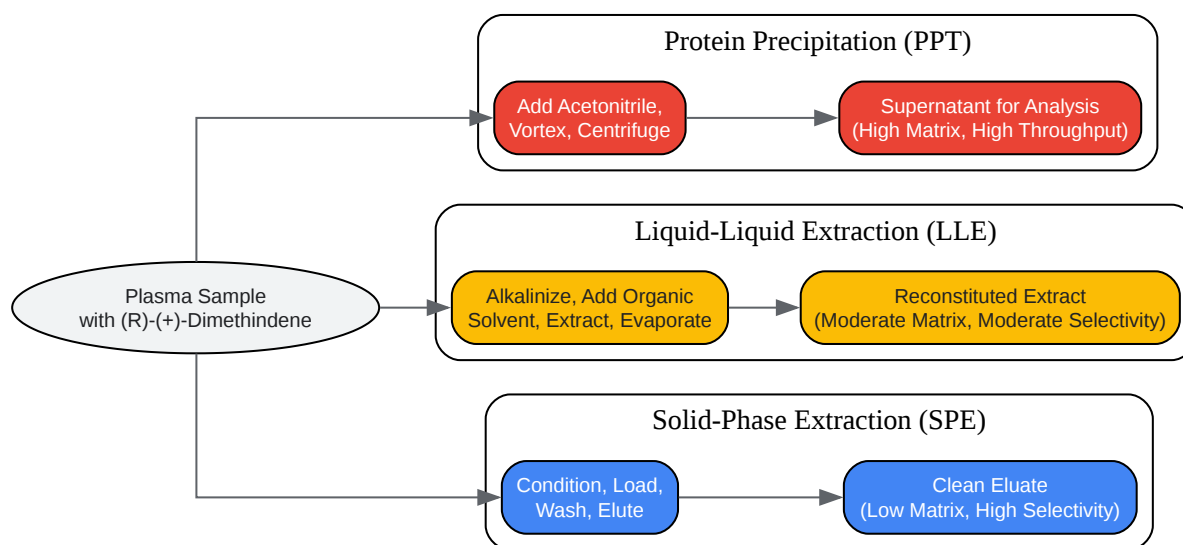 Protein Precipitation (PPT)
Add Acetonitrile,
Vortex, Centrifuge
Supernatant for Analysis
(High Matrix, High Throughput)
Liquid-Liquid Extraction (LLE)
Plasma Sample
with (R)-(+)-Dimethindene
Alkalinize, Add Organic
Solvent, Extract, Evaporate
Reconstituted Extract
(Moderate Matrix, Moderate Selectivity)
Solid-Phase Extraction (SPE)
Condition, Load,
Wash, Elute
Clean Eluate
(Low Matrix, High Selectivity)